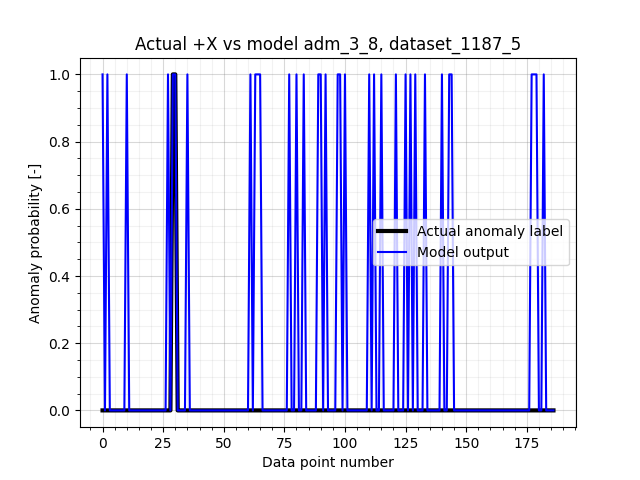 Actual +X vs model adm_3_8, dataset_1187_5
Anomaly probability [-]
1.0
0.8
0.6
0.4
0.2
0.0
Actual anomaly label
Model output
0 25 50 75 100 125 150 175
Data point number